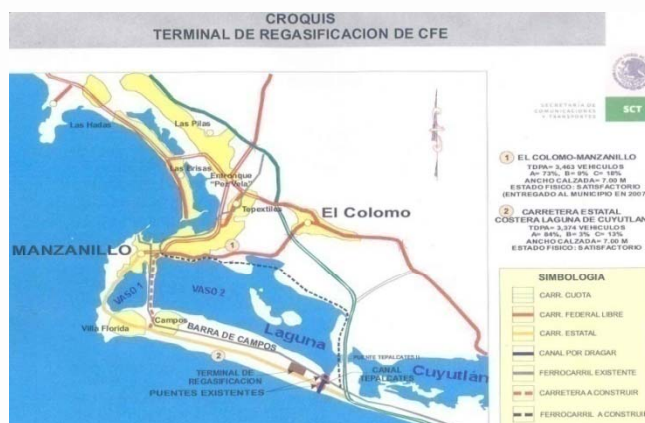 CROQUIS
TERMINAL DE REGASIFICACION DE CFE
SECRETARÍA DE
COMUNICACIONES
Y TRANSPORTES
SCT
1 EL COLOMO-MANZANILLO
TDPA= 3,463 VEHICULOS
A= 73%, B= 9% C= 18%
ANCHO CALZADA= 7.00 M
ESTADO FISICO: SATISFACTORIO
(ENTREGADO AL MUNICIPIO EN 2007)
2 CARRETERA ESTATAL
COSTERA LAGUNA DE CUYUTLAN
TDPA= 3,374 VEHICULOS
A= 84%, B= 3% C= 13%
ANCHO CALZADA= 7.00 M
ESTADO FISICO: SATISFACTORIO
SIMBOLOGIA
CARR. CUOTA
CARR. FEDERAL LIBRE
CARR. ESTATAL
CANAL POR DRAGAR
FERROCARRIL EXISTENTE
CARRETERA A CONSTRUIR
FERROCARRIL A CONSTRUIR
Las Hadas
Las Pilas
Las Brisas
Entronque
"Pez Vela"
Tapeixtles
El Colomo
1
MANZANILLO
VASO 1
VASO 2
Villa Florida
Campos
BARRA DE CAMPOS
Laguna
2
TERMINAL DE
REGASIFICACION
PUENTES EXISTENTES
PUENTE TEPALCATES II
CANAL
TEPALCATES
Cuyutlán